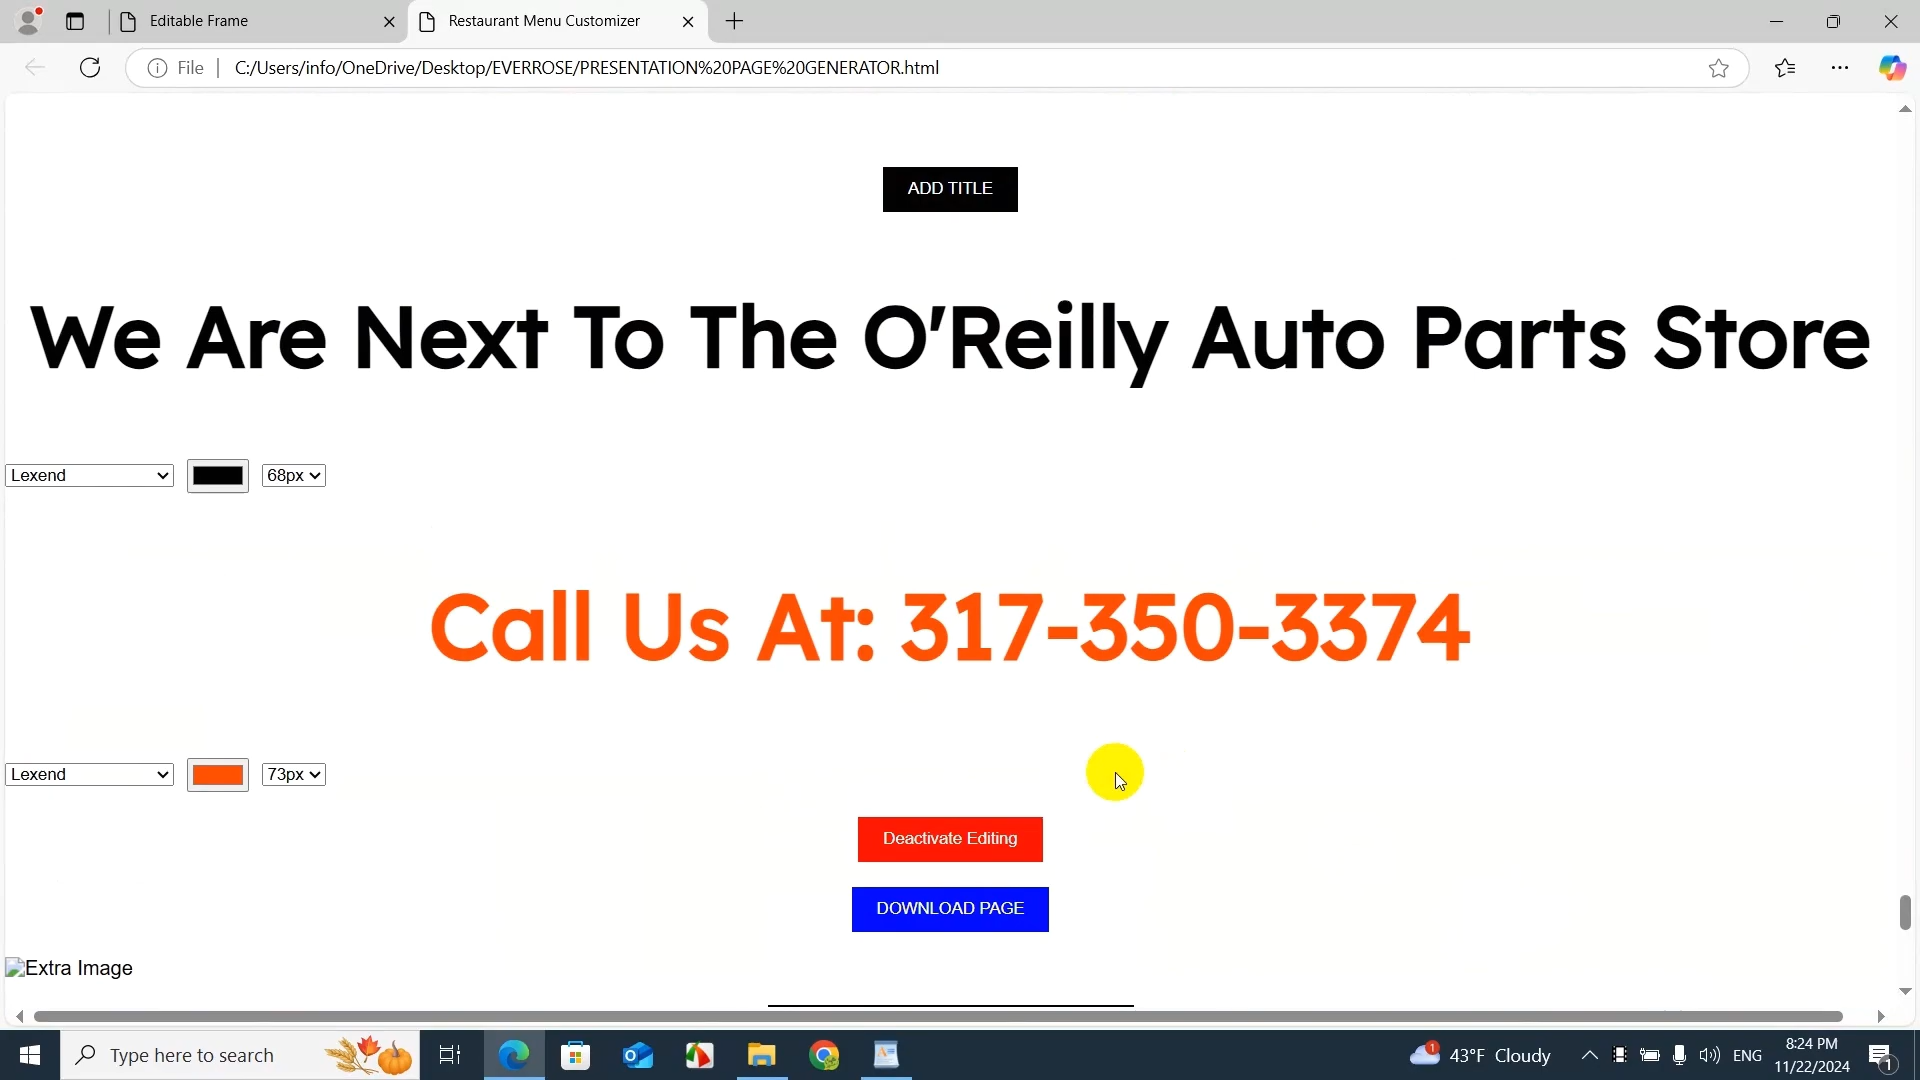 Editable Frame
Restaurant Menu Customizer
File
C:/Users/info/OneDrive/Desktop/EVERROSE/PRESENTATION%20PAGE%20GENERATOR.html
ADD TITLE
We Are Next To The O'Reilly Auto Parts Store
Lexend 68px
Call Us At: 317-350-3374
Lexend 73px
Deactivate Editing
DOWNLOAD PAGE
Extra Image
Type here to search
1
43°F Cloudy
ENG
8:24 PM
11/22/2024
1